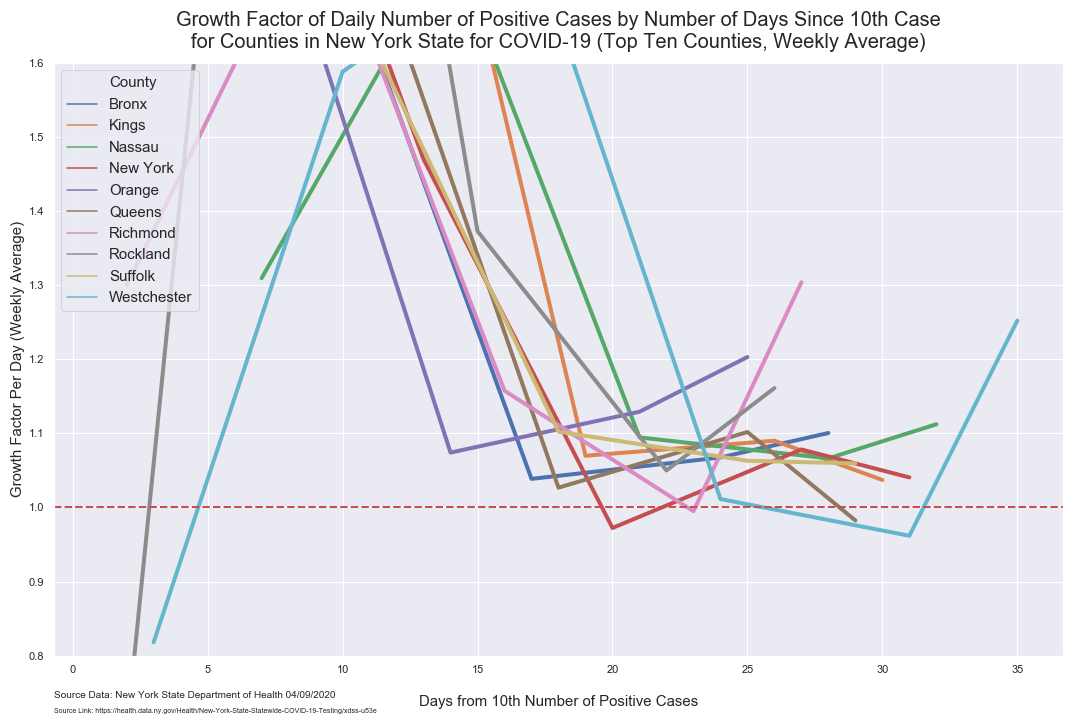 Growth Factor of Daily Number of Positive Cases by Number of Days Since 10th Case
for Counties in New York State for COVID-19 (Top Ten Counties, Weekly Average)
Growth Factor Per Day (Weekly Average)
1.6
1.5
1.4
1.3
1.2
1.1
1.0
0.9
0.8
County
Bronx
Kings
Nassau
New York
Orange
Queens
Richmond
Rockland
Suffolk
Westchester
0 5 10 15 20 25 30 35
Days from 10th Number of Positive Cases
Source Data: New York State Department of Health 04/09/2020
Source Link: https://health.data.ny.gov/Health/New-York-State-Statewide-COVID-19-Testing/xdss-u53e